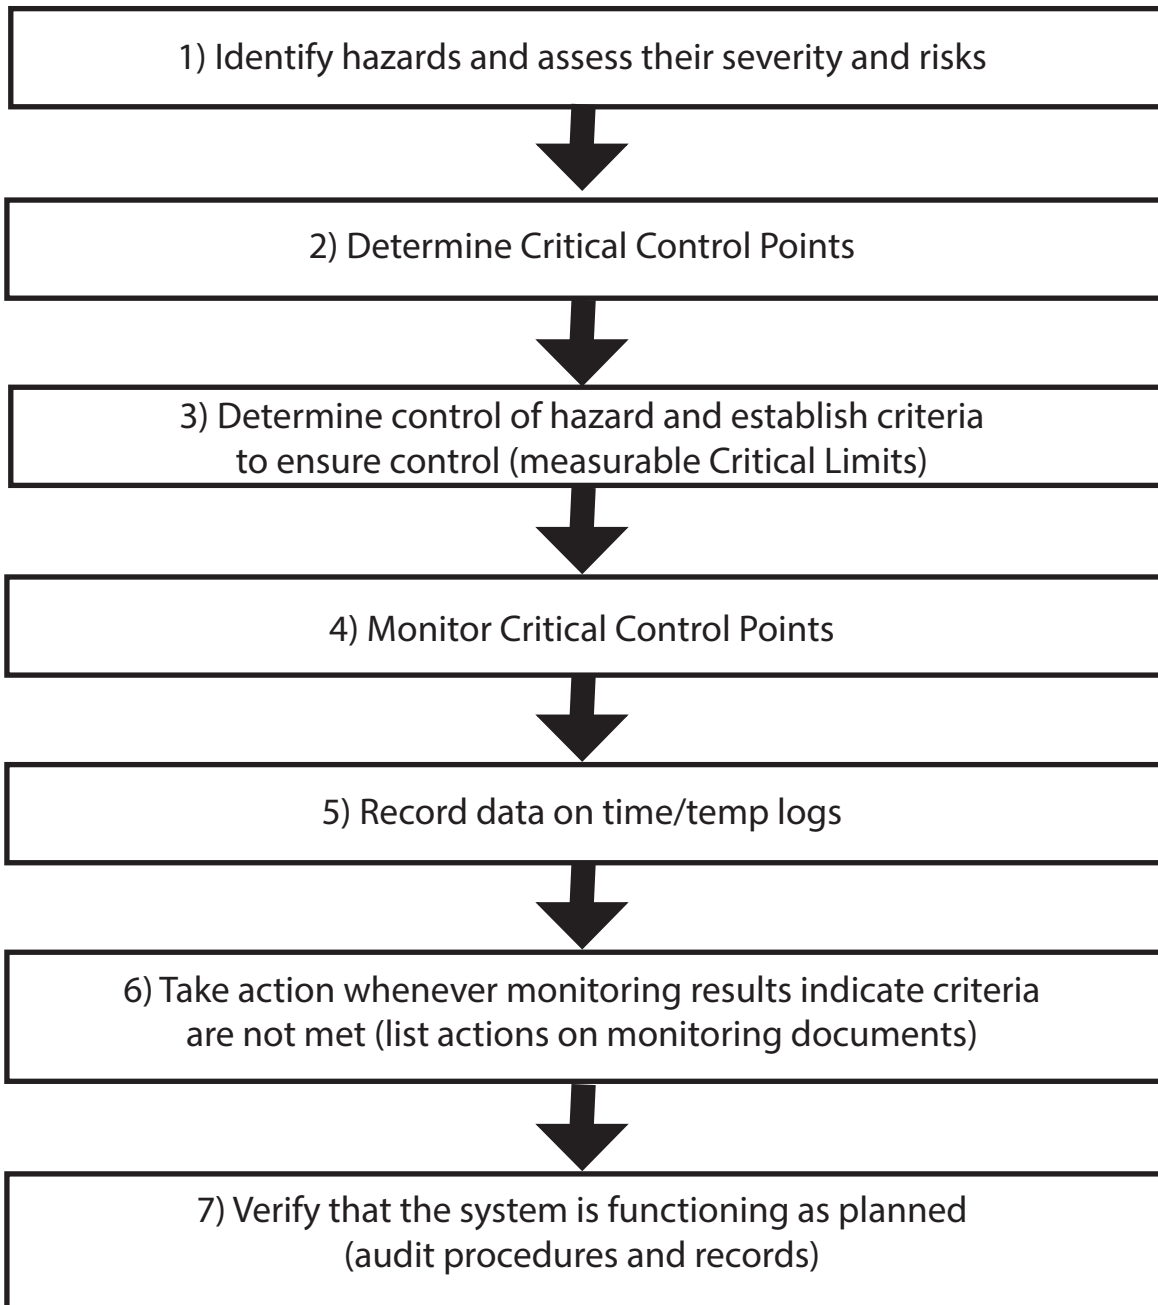 1) Identify hazards and assess their severity and risks
2) Determine Critical Control Points
3) Determine control of hazard and establish criteria
to ensure control (measurable Critical Limits)
4) Monitor Critical Control Points
5) Record data on time/temp logs
6) Take action whenever monitoring results indicate criteria
are not met (list actions on monitoring documents)
7) Verify that the system is functioning as planned
(audit procedures and records)